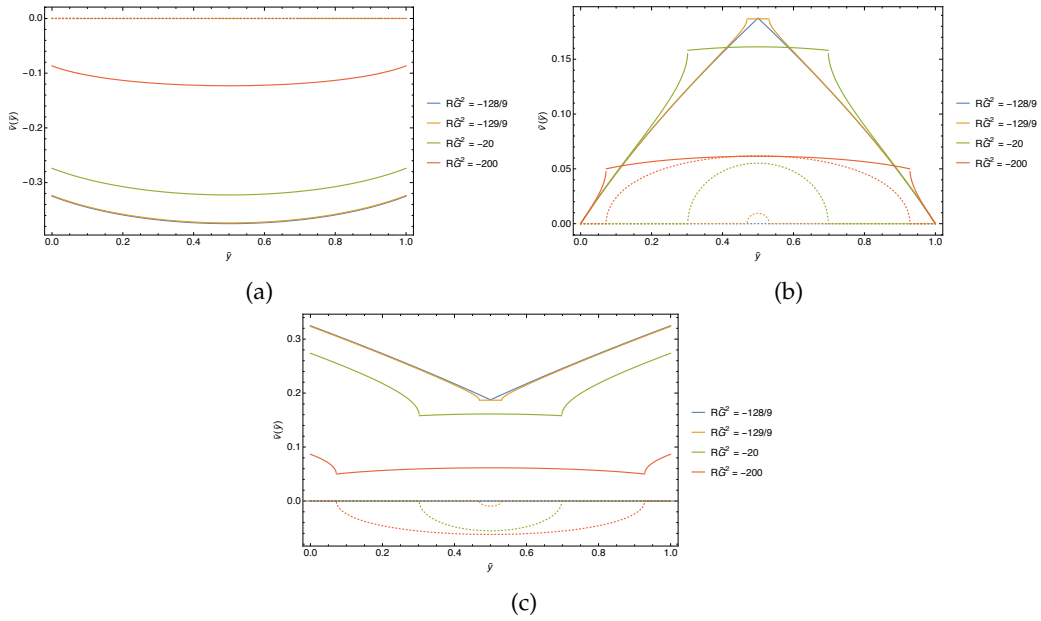 0.0
-0.1
-0.2
-0.3
ṽ(ỹ)
0.0 0.2 0.4 0.6 0.8 1.0
ỹ
RG̃² = -128/9
RG̃² = -129/9
RG̃² = -20
RG̃² = -200
(a)
0.15
0.10
0.05
0.00
ṽ(ỹ)
0.0 0.2 0.4 0.6 0.8 1.0
ỹ
RG̃² = -128/9
RG̃² = -129/9
RG̃² = -20
RG̃² = -200
(b)
0.3
0.2
0.1
0.0
ṽ(ỹ)
0.0 0.2 0.4 0.6 0.8 1.0
ỹ
RG̃² = -128/9
RG̃² = -129/9
RG̃² = -20
RG̃² = -200
(c)